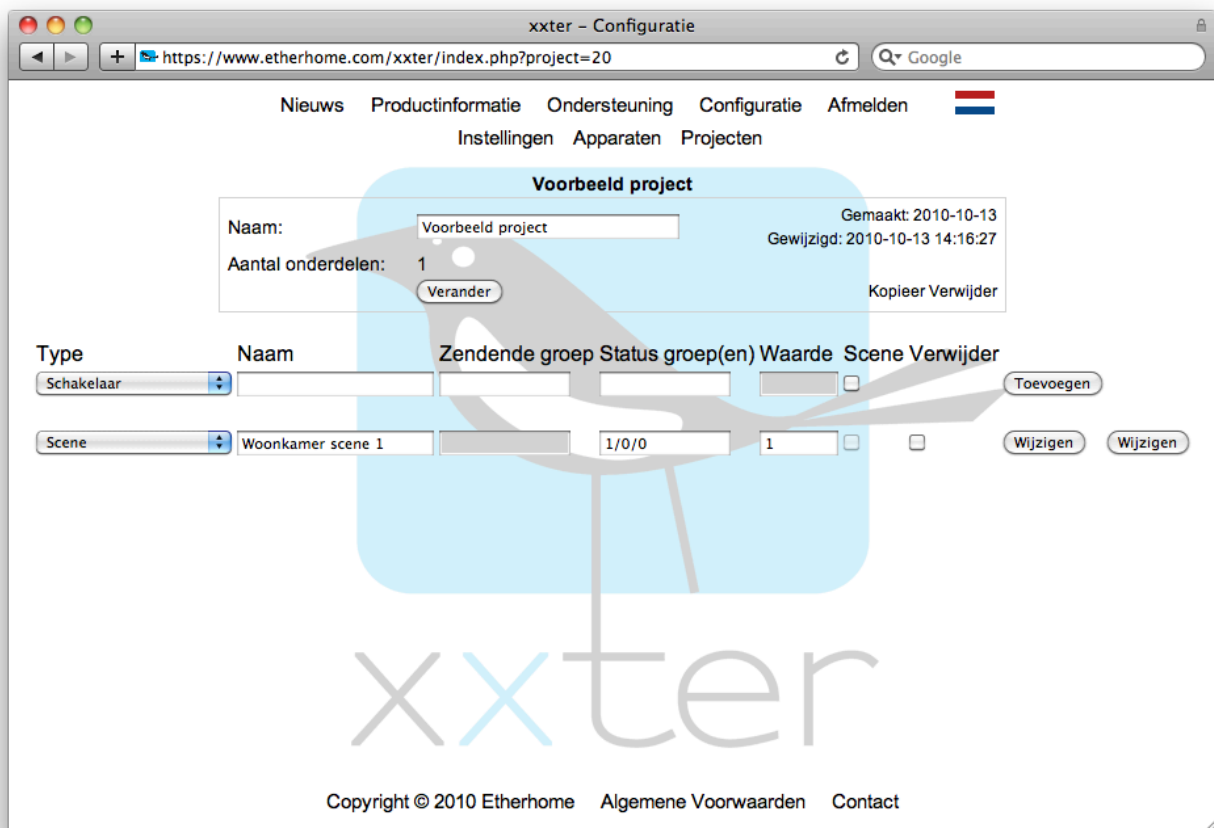 xxter – Configuratie
https://www.etherhome.com/xxter/index.php?project=20
Google
Nieuws Productinformatie Ondersteuning Configuratie Afmelden
Instellingen Apparaten Projecten
Voorbeeld project
Naam: Voorbeeld project Gemaakt: 2010-10-13
Gewijzigd: 2010-10-13 14:16:27
Aantal onderdelen: 1
Verander Kopieer Verwijder
Type Naam Zendende groep Status groep(en) Waarde Scene Verwijder
Schakelaar Toevoegen
Scene Woonkamer scene 1 1/0/0 1 Wijzigen Wijzigen
xxter
Copyright © 2010 Etherhome Algemene Voorwaarden Contact